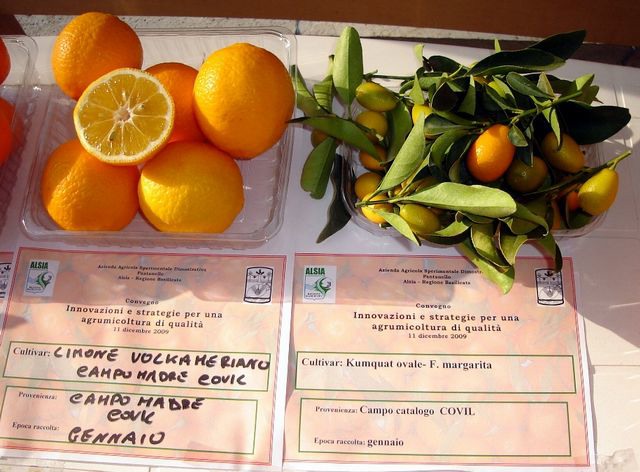 ALSIA
Azienda Agricola Sperimentale Dimostrativa
Pantanello
Alsia - Regione Basilicata
Convegno
Innovazioni e strategie per una
agrumicoltura di qualità
11 dicembre 2009
Cultivar: LIMONE VOLKAMERIANO
CAMPO MADRE COVIL
Provenienza: CAMPO MADRE
COVIL
Epoca raccolta: GENNAIO
ALSIA
Azienda Agricola Sperimentale Dimostrativa
Pantanello
Alsia - Regione Basilicata
Convegno
Innovazioni e strategie per una
agrumicoltura di qualità
11 dicembre 2009
Cultivar: Kumquat ovale- F. margarita
Provenienza: Campo catalogo COVIL
Epoca raccolta: gennaio